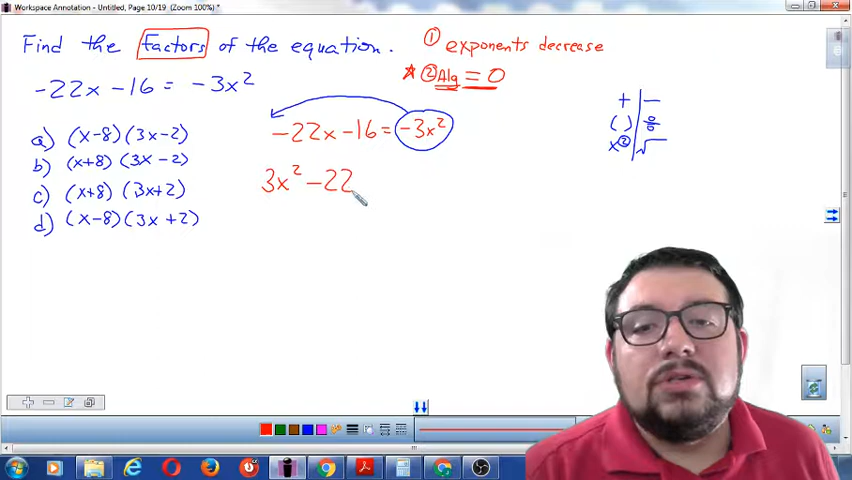 Workspace Annotation - Untitled, Page 10/19 (Zoom 100%) *
Find the factors of the equation.
-22x -16 = -3x²
① exponents decrease
★ ② Alg = 0
a) (x-8)(3x-2)
b) (x+8) (3x-2)
c) (x+8) (3x+2)
d) (x-8)(3x+2)
-22x -16 = -3x²
3x² -22
+ | -
( ) | ÷
x² | √